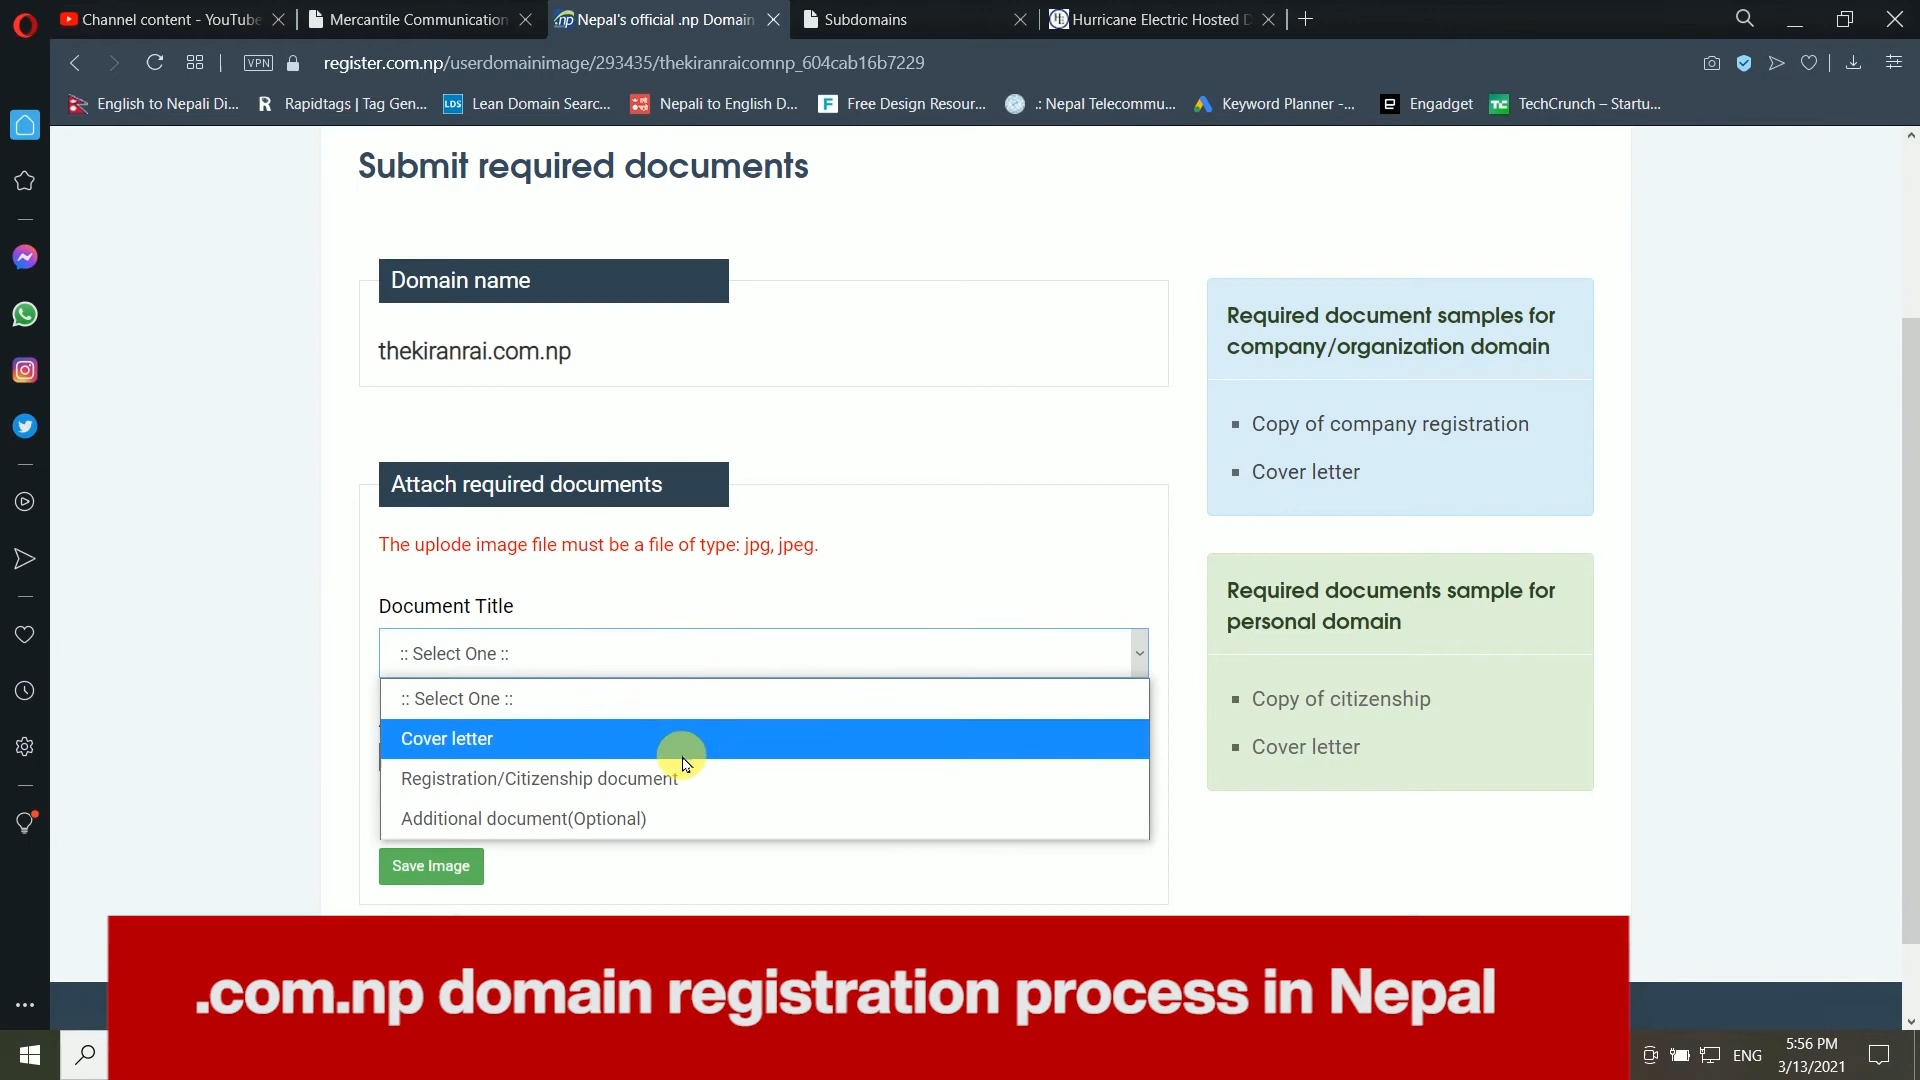 Channel content - YouTube
Mercantile Communication
Nepal's official .np Domain
Subdomains
Hurricane Electric Hosted D
VPN
register.com.np/userdomainimage/293435/thekiranraicomnp_604cab16b7229
English to Nepali Di...
R Rapidtags | Tag Gen...
LDS Lean Domain Searc...
Nepali to English D...
F Free Design Resour...
.: Nepal Telecommu...
Keyword Planner -...
Engadget
TC TechCrunch – Startu...
Submit required documents
Domain name
thekiranrai.com.np
Attach required documents
The uplode image file must be a file of type: jpg, jpeg.
Document Title
:: Select One ::
:: Select One ::
Cover letter
Registration/Citizenship document
Additional document(Optional)
Save Image
Required document samples for
company/organization domain
Copy of company registration
Cover letter
Required documents sample for
personal domain
Copy of citizenship
Cover letter
.com.np domain registration process in Nepal
ENG
5:56 PM
3/13/2021